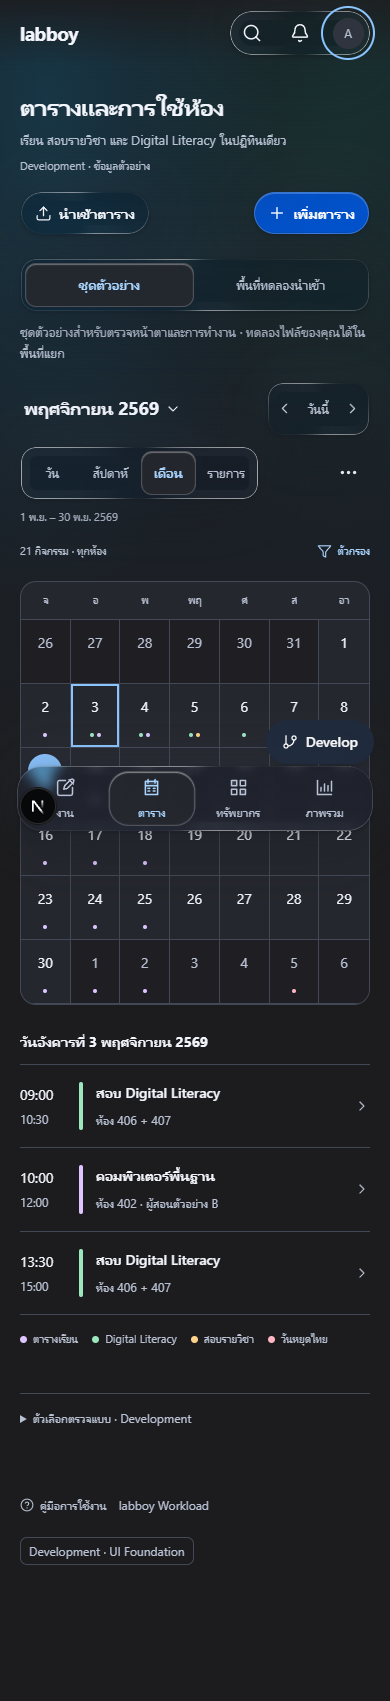 labboy
A
ตารางและการใช้ห้อง
เรียน สอบรายวิชา และ Digital Literacy ในปฏิทินเดียว
Development · ข้อมูลตัวอย่าง
นำเข้าตาราง
เพิ่มตาราง
ชุดตัวอย่าง
พื้นที่ทดลองนำเข้า
ชุดตัวอย่างสำหรับตรวจหน้าตาและการทำงาน · ทดลองไฟล์ของคุณได้ใน
พื้นที่แยก
พฤศจิกายน 2569
วันนี้
วัน สัปดาห์ เดือน รายการ
1 พ.ย. – 30 พ.ย. 2569
21 กิจกรรม · ทุกห้อง
ตัวกรอง
จ อ พ พฤ ศ ส อา
26 27 28 29 30 31 1
2 3 4 5 6 7 8
Develop
N
งาน ตาราง ทรัพยากร ภาพรวม
16 17 18 19 20 21 22
23 24 25 26 27 28 29
30 1 2 3 4 5 6
วันอังคารที่ 3 พฤศจิกายน 2569
09:00 สอบ Digital Literacy
10:30 ห้อง 406 + 407
10:00 คอมพิวเตอร์พื้นฐาน
12:00 ห้อง 402 · ผู้สอนตัวอย่าง B
13:30 สอบ Digital Literacy
15:00 ห้อง 406 + 407
ตารางเรียน Digital Literacy สอบรายวิชา วันหยุดไทย
ตัวเลือกตรวจแบบ · Development
คู่มือการใช้งาน labboy Workload
Development · UI Foundation